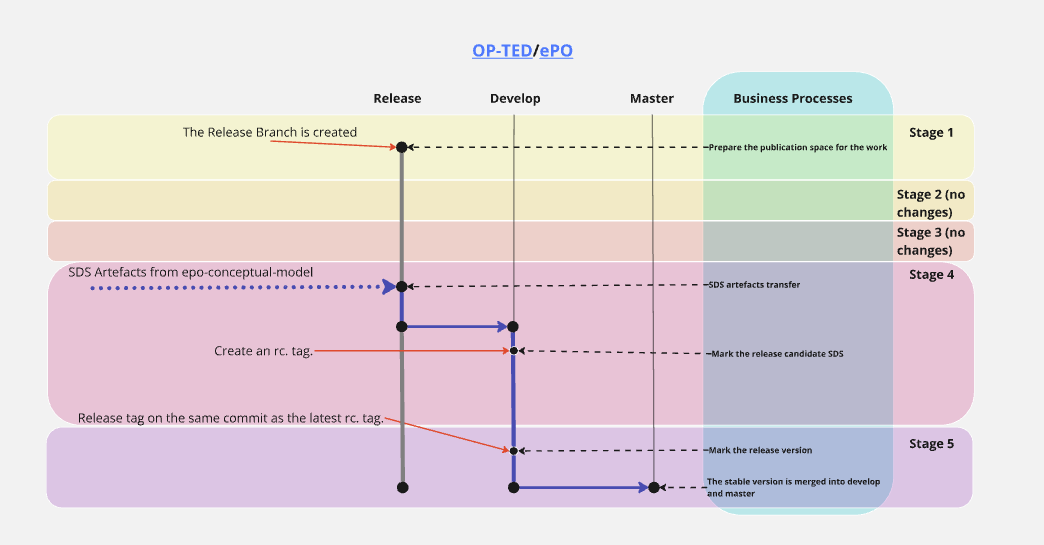 OP-TED/ePO
Release
Develop
Master
Business Processes
The Release Branch is created
Stage 1
Prepare the publication space for the work
Stage 2 (no
changes)
Stage 3 (no
changes)
SDS Artefacts from epo-conceptual-model
Stage 4
SDS artefacts transfer
Create an rc. tag.
Mark the release candidate SDS
Release tag on the same commit as the latest rc. tag.
Stage 5
Mark the release version
The stable version is merged into develop
and master